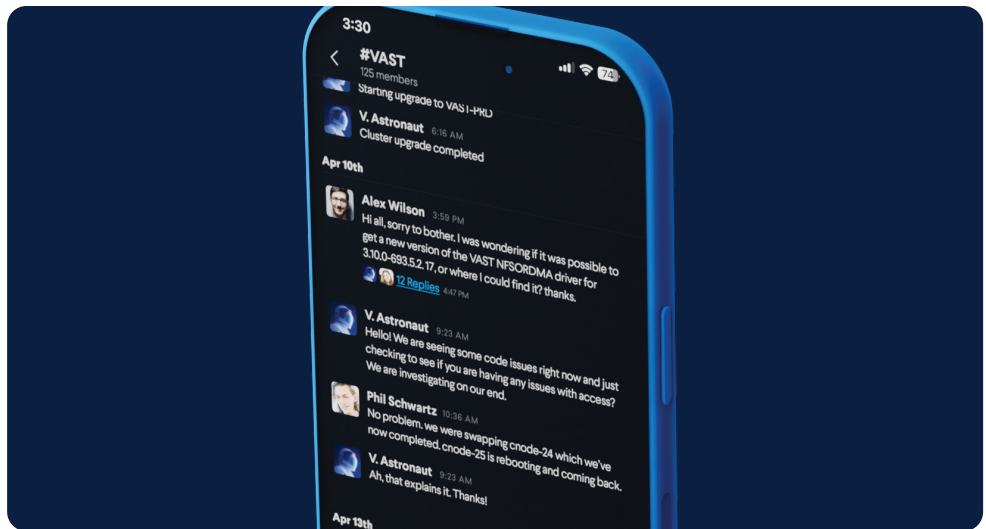 3:30
74
#VAST
125 members
Starting upgrade to VAST-PRD
V. Astronaut 6:16 AM
Cluster upgrade completed
Apr 10th
Alex Wilson 3:59 PM
Hi all, sorry to bother. I was wondering if it was possible to
get a new version of the VAST NFSORDMA driver for
3.10.0-693.5.2. 17, or where I could find it? thanks.
12 Replies 4:47 PM
V. Astronaut 9:23 AM
Hello! We are seeing some code issues right now and just
checking to see if you are having any issues with access?
We are investigating on our end.
Phil Schwartz 10:36 AM
No problem. we were swapping cnode-24 which we've
now completed. cnode-25 is rebooting and coming back.
V. Astronaut 9:23 AM
Ah, that explains it. Thanks!
Apr 13th